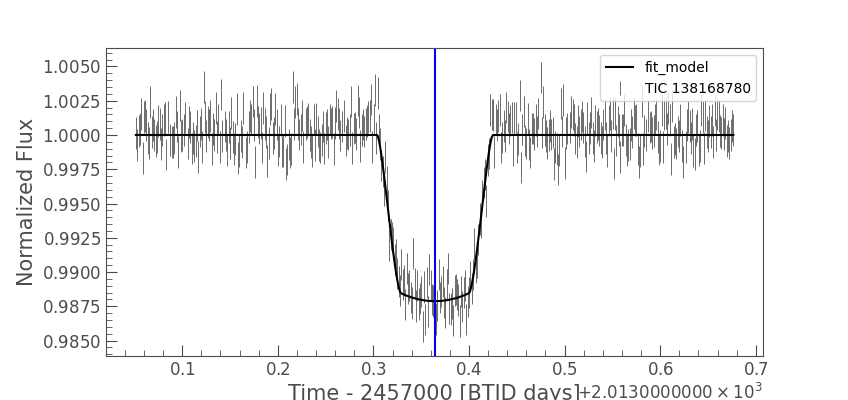 fit_model
TIC 138168780
Normalized Flux
1.0050
1.0025
1.0000
0.9975
0.9950
0.9925
0.9900
0.9875
0.9850
0.1 0.2 0.3 0.4 0.5 0.6 0.7
Time - 2457000 [BTJD days]
+2.0130000000 × 10³